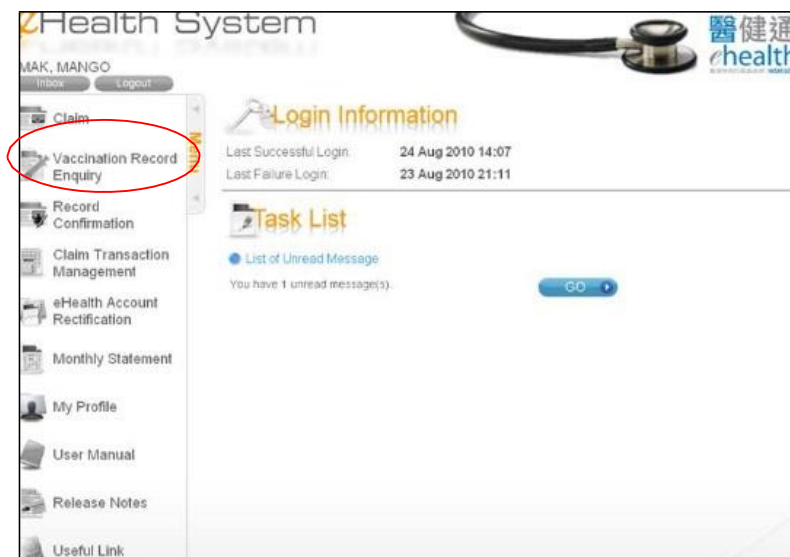 eHealth System
醫健通
ehealth
MAK, MANGO
Inbox
Logout
Menu
Claim
Vaccination Record
Enquiry
Record
Confirmation
Claim Transaction
Management
eHealth Account
Rectification
Monthly Statement
My Profile
User Manual
Release Notes
Useful Link
Login Information
Last Successful Login: 24 Aug 2010 14:07
Last Failure Login: 23 Aug 2010 21:11
Task List
List of Unread Message
You have 1 unread message(s).
GO